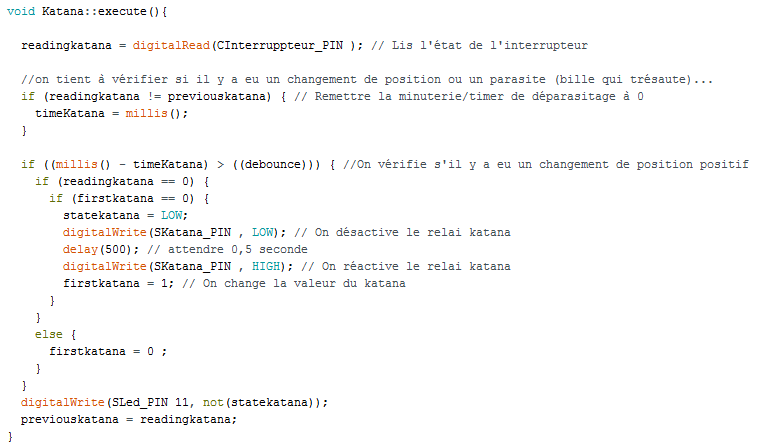 void Katana::execute(){
readingkatana = digitalRead(CInterruppteur_PIN ); // Lis l'état de l'interrupteur
//on tient à vérifier si il y a eu un changement de position ou un parasite (bille qui trésaute)...
if (readingkatana != previouskatana) { // Remettre la minuterie/timer de déparasitage à 0
timeKatana = millis();
}
if ((millis() - timeKatana) > ((debounce))) { //On vérifie s'il y a eu un changement de position positif
if (readingkatana == 0) {
if (firstkatana == 0) {
statekatana = LOW;
digitalWrite(SKatana_PIN , LOW); // On désactive le relai katana
delay(500); // attendre 0,5 seconde
digitalWrite(SKatana_PIN , HIGH); // On réactive le relai katana
firstkatana = 1; // On change la valeur du katana
}
}
else {
firstkatana = 0 ;
}
}
digitalWrite(SLed_PIN 11, not(statekatana));
previouskatana = readingkatana;
}